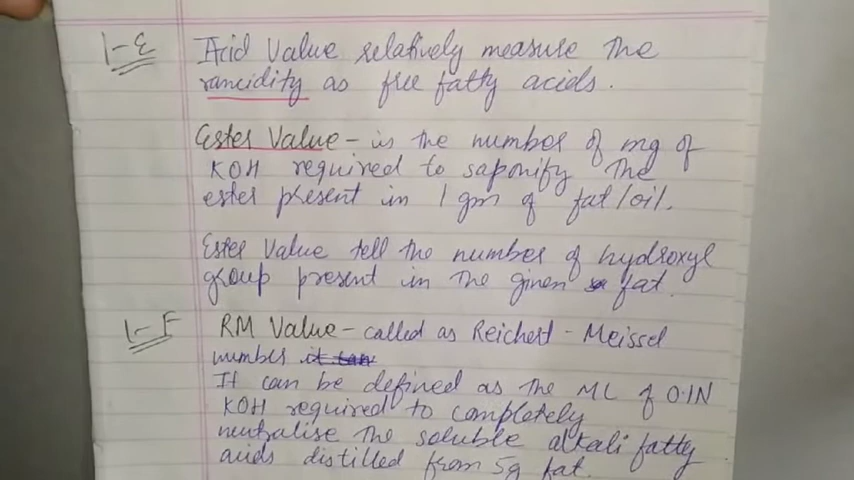 1-E Acid Value relatively measure the
rancidity as free fatty acids.
Ester Value - is the number of mg of
KOH required to saponify the
ester present in 1 gm of fat/oil.
Ester Value tell the number of hydroxyl
group present in the given fat.
1-F RM Value - called as Reichert - Meissel
number
It can be defined as the ML of 0.1N
KOH required to completely
neutralise the soluble alkali fatty
acids distilled from 5g fat.